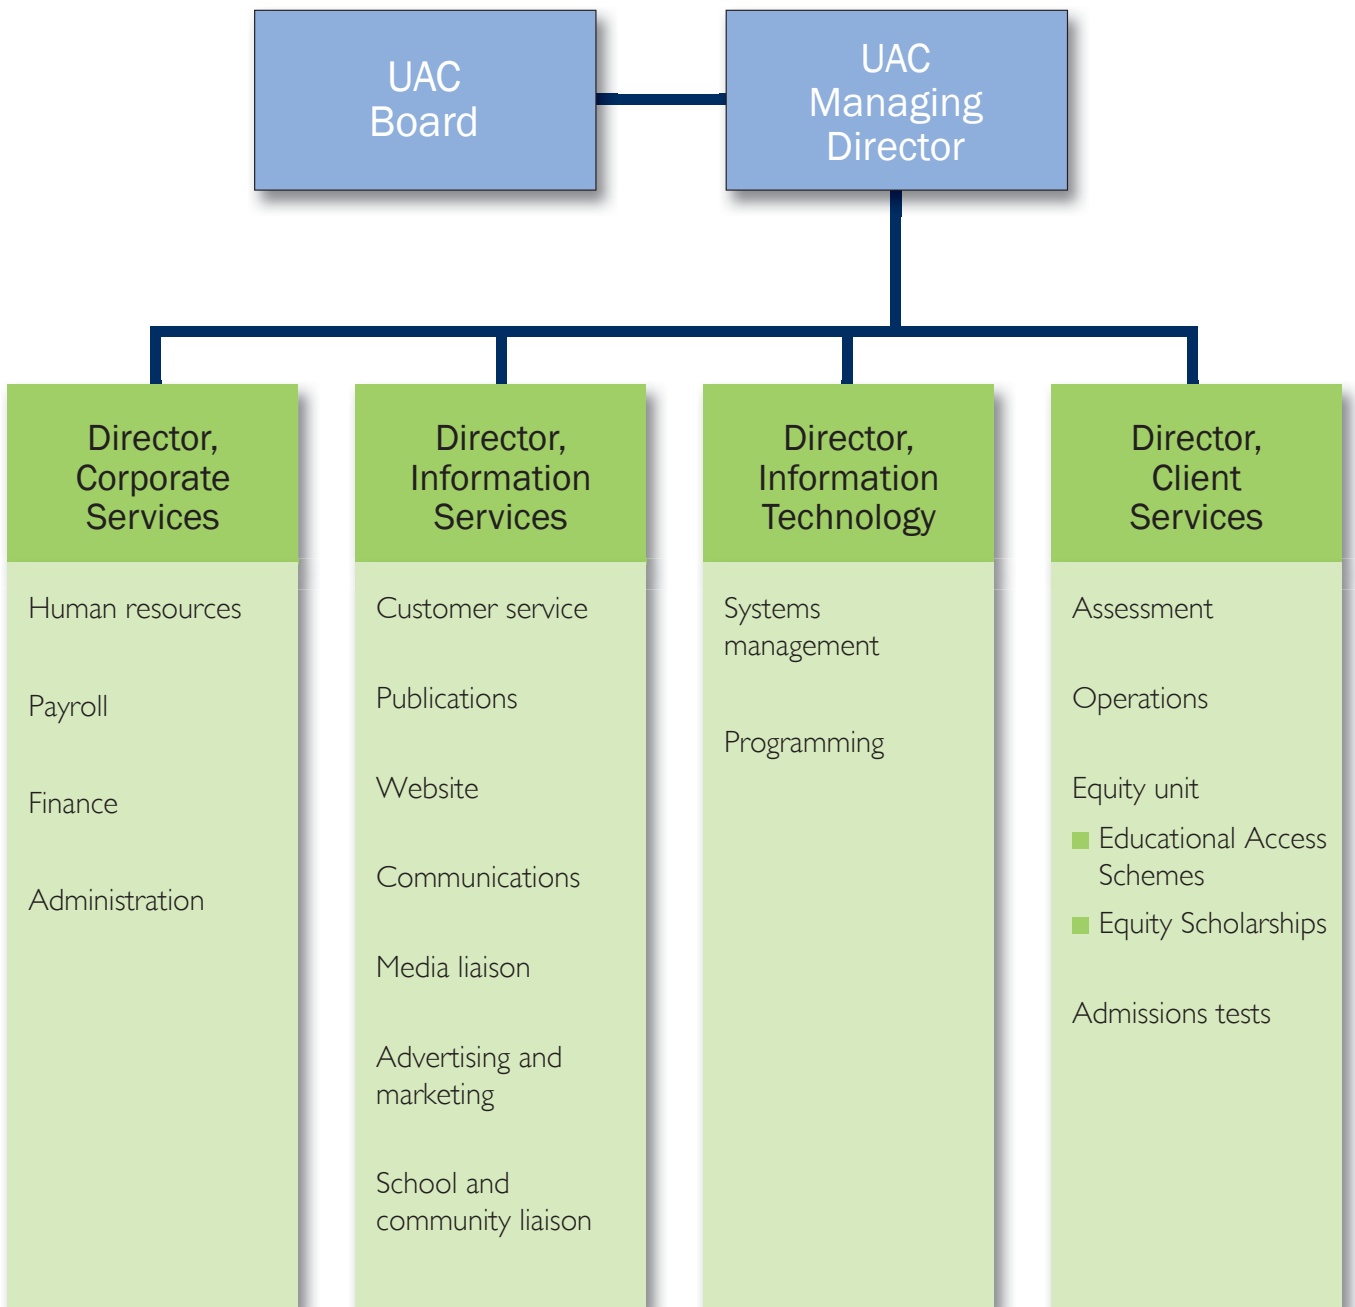 UAC
Board
UAC
Managing
Director
Director,
Corporate
Services
Human resources
Payroll
Finance
Administration
Director,
Information
Services
Customer service
Publications
Website
Communications
Media liaison
Advertising and
marketing
School and
community liaison
Director,
Information
Technology
Systems
management
Programming
Director,
Client
Services
Assessment
Operations
Equity unit
Educational Access
Schemes
Equity Scholarships
Admissions tests